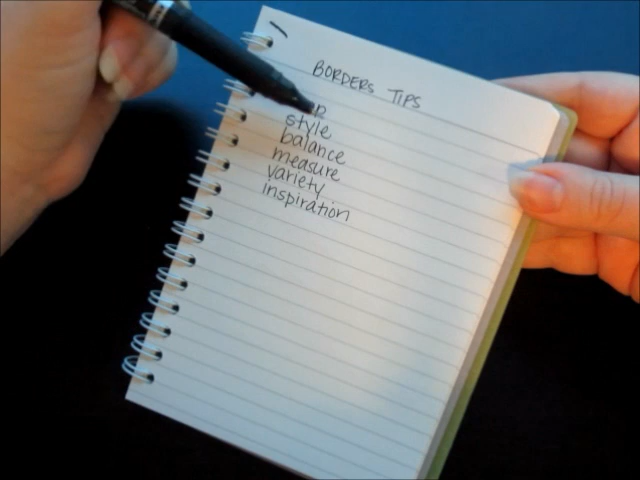 BORDERS TIPS
style
balance
measure
variety
inspiration